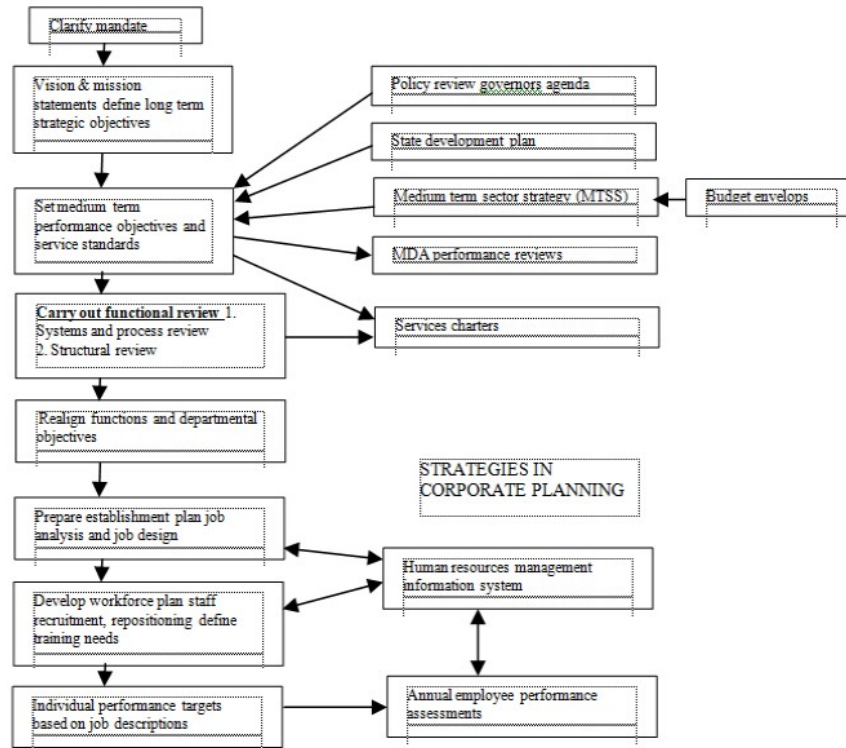 Clarify mandate
Vision & mission
statements define long term
strategic objectives
Policy review governors agenda
State development plan
Set medium term
performance objectives and
service standards
Medium term sector strategy (MTSS)
Budget envelops
MDA performance reviews
Carry out functional review 1.
Systems and process review
2. Structural review
Services charters
Realign functions and departmental
objectives
STRATEGIES IN
CORPORATE PLANNING
Prepare establishment plan job
analysis and job design
Human resources management
information system
Develop workforce plan staff
recruitment, repositioning define
training needs
Individual performance targets
based on job descriptions
Annual employee performance
assessments